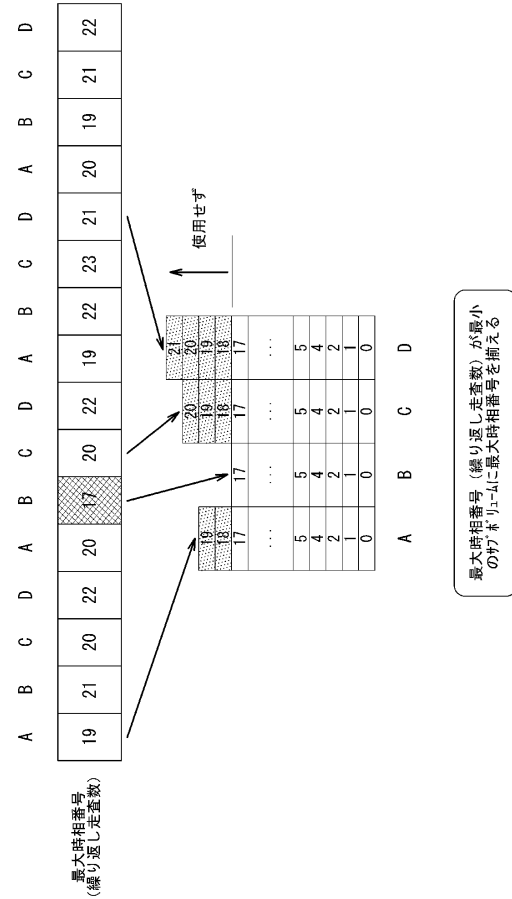 A B C D A B C D A B C D A B C D
最大時相番号
(繰り返し走査数)
19 21 20 22 20 17 20 22 19 22 23 21 20 19 21 22
使用せず
21
20 20
19 19 19
18 18 18
17 17 17 17
... ... ... ...
5 5 5 5
4 4 4 4
2 2 2 2
1 1 1 1
0 0 0 0
A B C D
最大時相番号(繰り返し走査数)が最小
のサブボリュームに最大時相番号を揃える